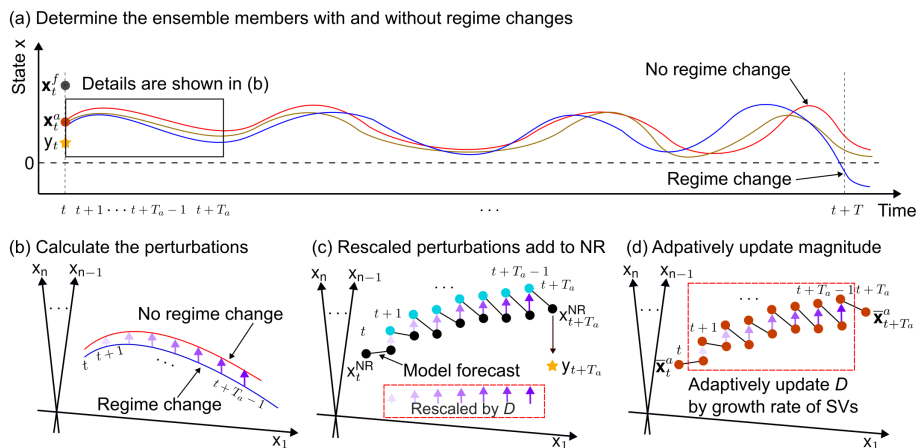 (a) Determine the ensemble members with and without regime changes
State x
x_t^f
Details are shown in (b)
No regime change
x_t^a
y_t
0
Regime change
t t+1 ··· t+T_a−1 t+T_a ··· t+T Time
(b) Calculate the perturbations
x_n x_{n−1}
···
No regime change
t t+1 ··· t+T_a−1
Regime change
x_1
(c) Rescaled perturbations add to NR
x_n x_{n−1}
···
t t+1 ··· t+T_a−1 t+T_a
x_{t+T_a}^{NR}
x_t^{NR}
Model forecast
y_{t+T_a}
Rescaled by D
x_1
(d) Adpatively update magnitude
x_n x_{n−1}
···
t t+1 ··· t+T_a−1 t+T_a
x̅_{t+T_a}^a
x̅_t^a
Adaptively update D
by growth rate of SVs
x_1